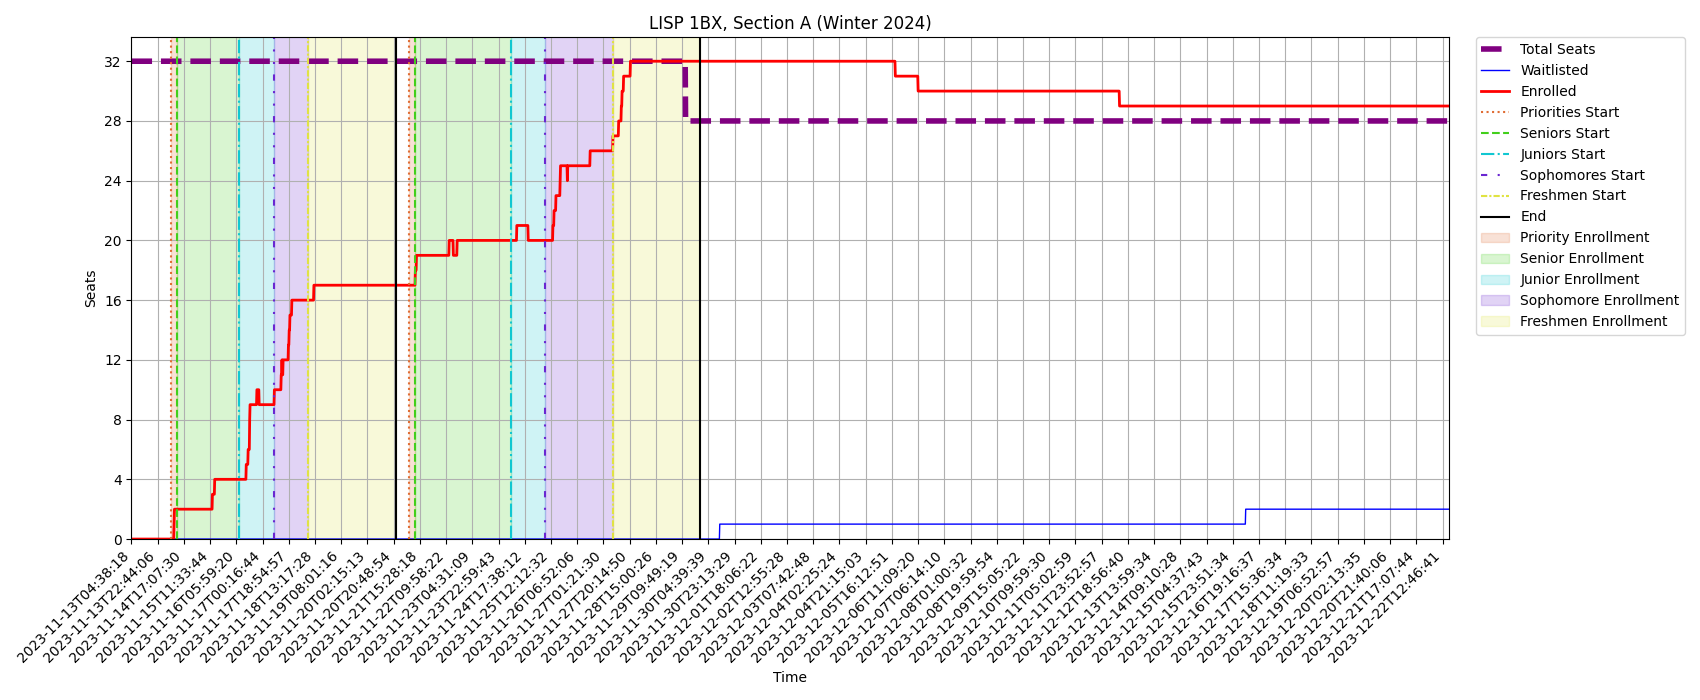 LISP 1BX, Section A (Winter 2024)
Seats
32
28
24
20
16
12
8
4
0
2023-11-13T04:38:18
2023-11-13T22:44:06
2023-11-14T17:07:30
2023-11-15T11:33:44
2023-11-16T05:59:20
2023-11-17T00:16:44
2023-11-17T18:54:57
2023-11-18T13:17:28
2023-11-19T08:01:16
2023-11-20T02:15:13
2023-11-20T20:48:54
2023-11-21T15:28:18
2023-11-22T09:58:22
2023-11-23T04:31:09
2023-11-23T22:59:43
2023-11-24T17:38:12
2023-11-25T12:12:32
2023-11-26T06:52:06
2023-11-27T01:21:30
2023-11-27T20:14:50
2023-11-28T15:00:26
2023-11-29T09:49:19
2023-11-30T04:39:39
2023-11-30T23:13:29
2023-12-01T18:06:22
2023-12-02T12:55:28
2023-12-03T07:42:48
2023-12-04T02:25:24
2023-12-04T21:15:03
2023-12-05T16:12:51
2023-12-06T11:09:20
2023-12-07T06:14:10
2023-12-08T01:00:32
2023-12-08T19:59:54
2023-12-09T15:05:22
2023-12-10T09:59:30
2023-12-11T05:02:59
2023-12-11T23:52:57
2023-12-12T18:56:40
2023-12-13T13:59:34
2023-12-14T09:10:28
2023-12-15T04:37:43
2023-12-15T23:51:34
2023-12-16T19:16:37
2023-12-17T15:36:34
2023-12-18T11:19:33
2023-12-19T06:52:57
2023-12-20T02:13:35
2023-12-20T21:40:06
2023-12-21T17:07:44
2023-12-22T12:46:41
Time
Total Seats
Waitlisted
Enrolled
Priorities Start
Seniors Start
Juniors Start
Sophomores Start
Freshmen Start
End
Priority Enrollment
Senior Enrollment
Junior Enrollment
Sophomore Enrollment
Freshmen Enrollment